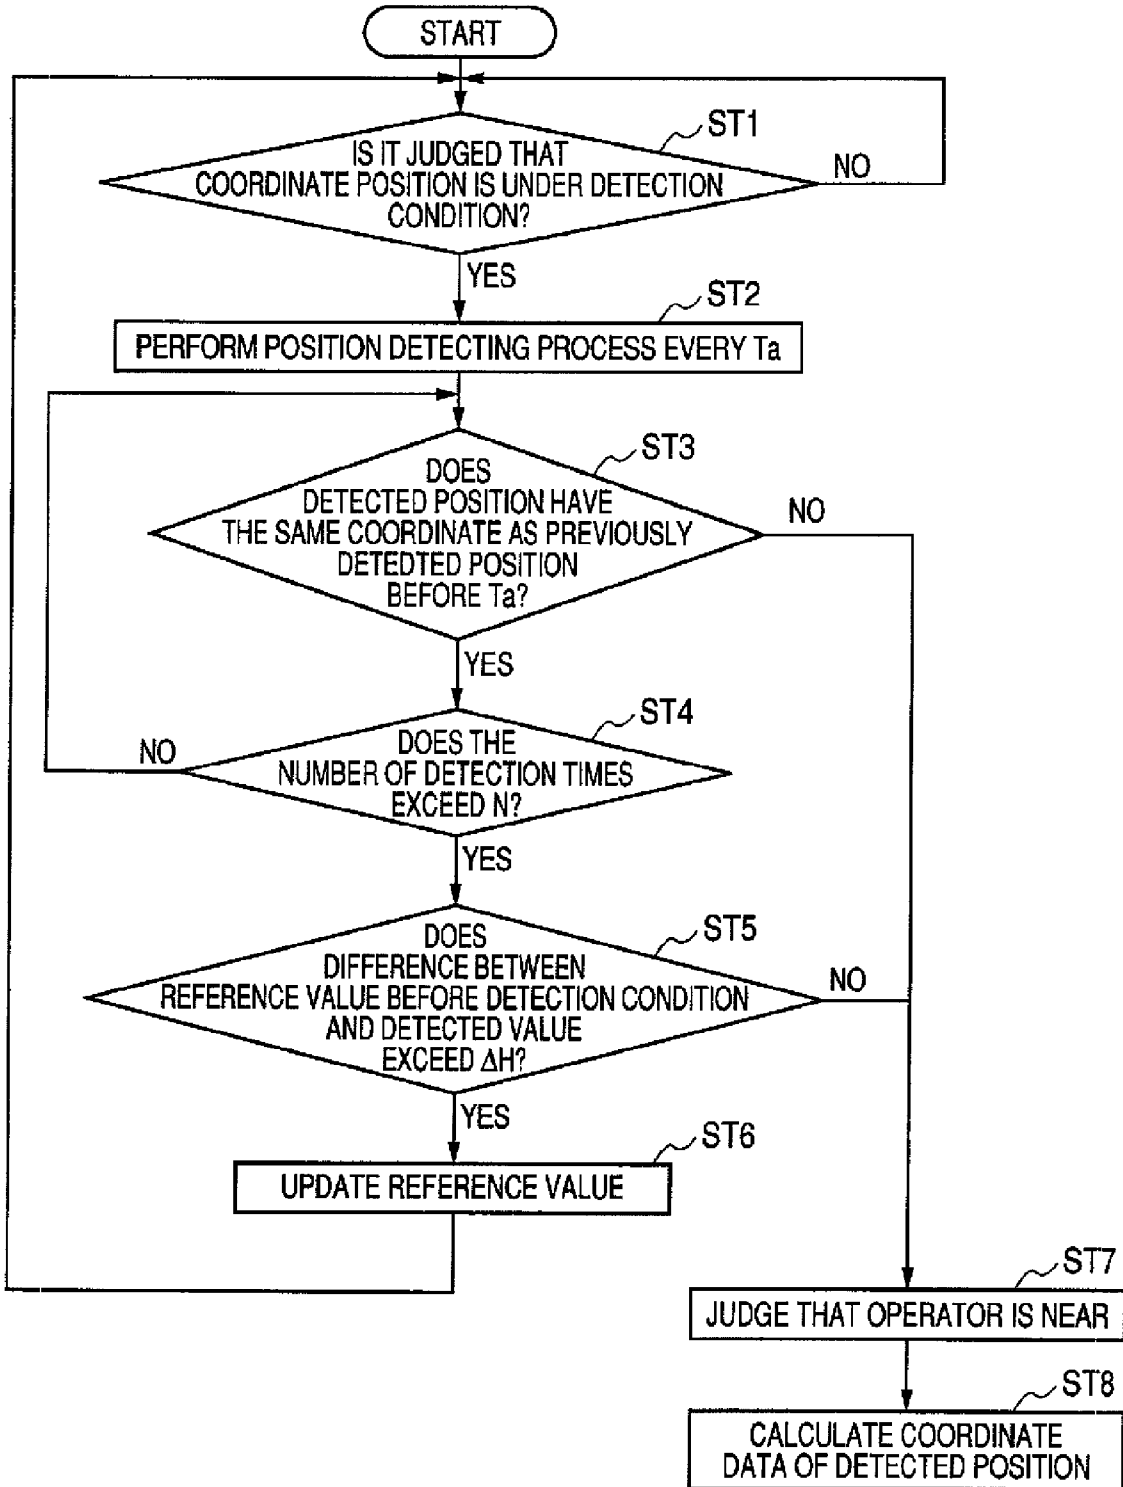 START
ST1
IS IT JUDGED THAT
COORDINATE POSITION IS UNDER DETECTION
CONDITION?
NO
YES
ST2
PERFORM POSITION DETECTING PROCESS EVERY Ta
ST3
DOES
DETECTED POSITION HAVE
THE SAME COORDINATE AS PREVIOUSLY
DETEDTED POSITION
BEFORE Ta?
NO
YES
ST4
DOES THE
NUMBER OF DETECTION TIMES
EXCEED N?
NO
YES
ST5
DOES
DIFFERENCE BETWEEN
REFERENCE VALUE BEFORE DETECTION CONDITION
AND DETECTED VALUE
EXCEED ΔH?
NO
YES
ST6
UPDATE REFERENCE VALUE
ST7
JUDGE THAT OPERATOR IS NEAR
ST8
CALCULATE COORDINATE
DATA OF DETECTED POSITION